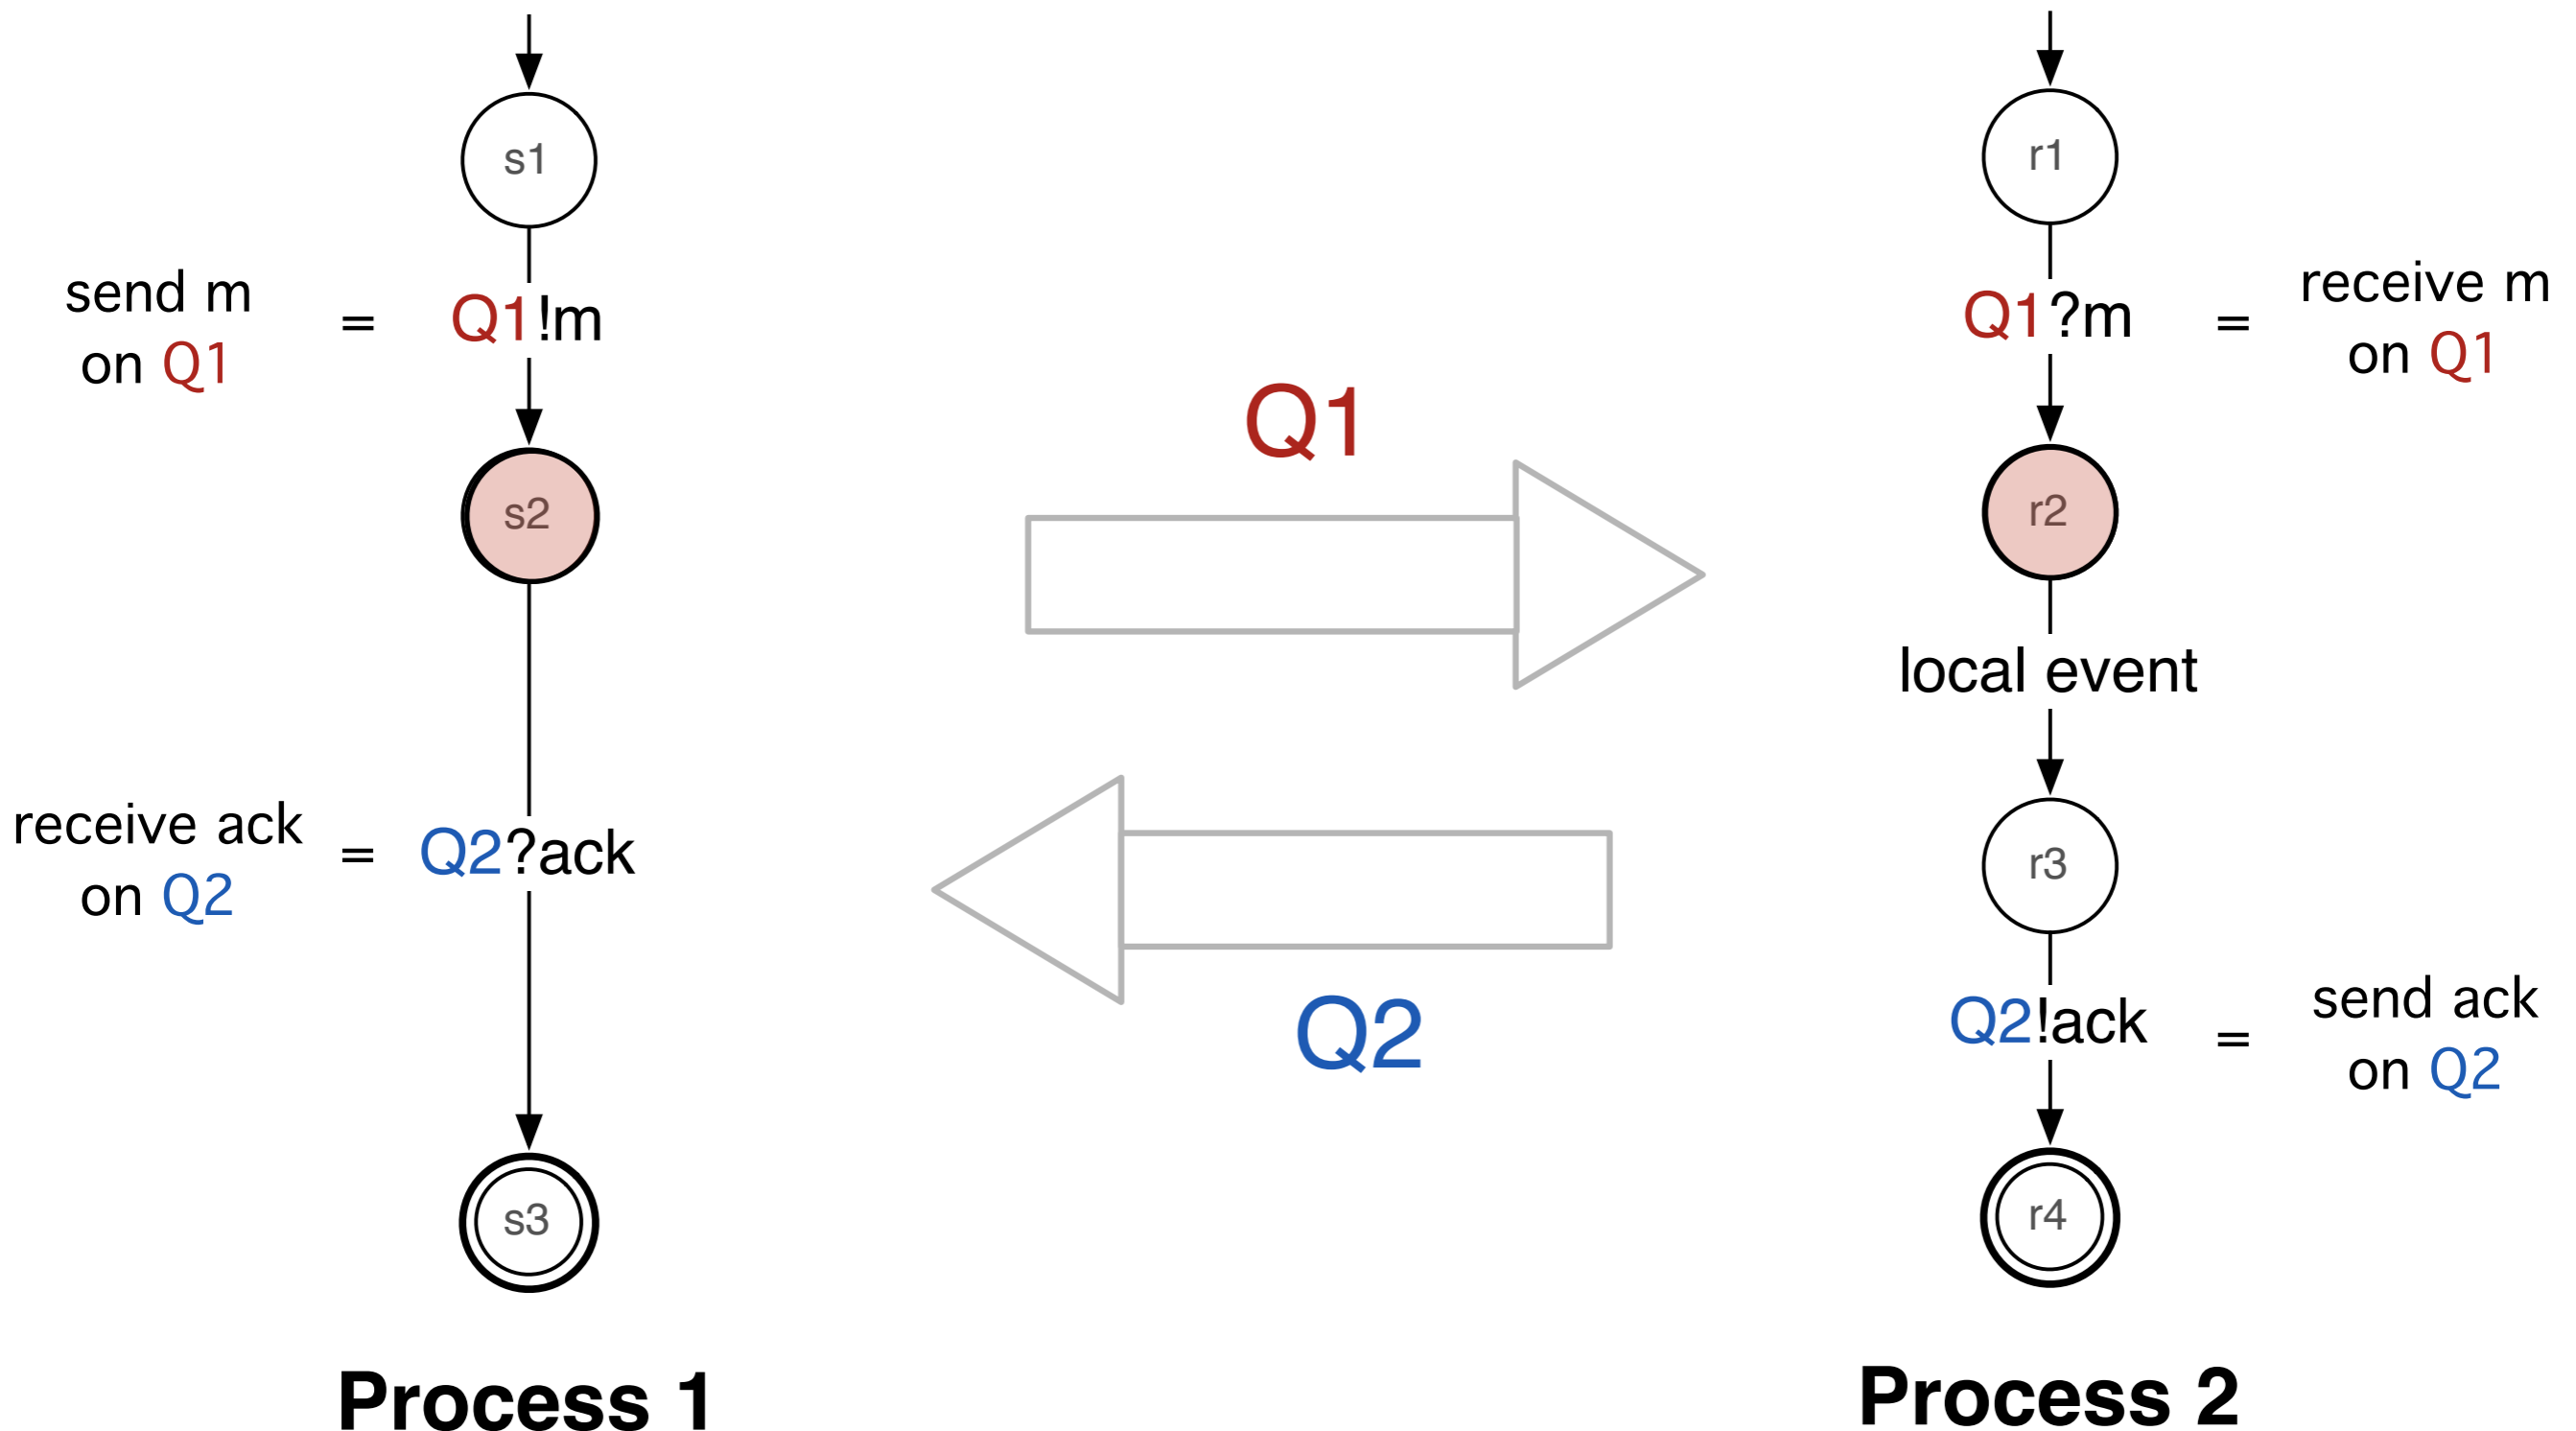 s1
send m
on Q1
=
Q1!m
s2
receive ack
on Q2
=
Q2?ack
s3
Process 1
Q1
Q2
r1
Q1?m
=
receive m
on Q1
r2
local event
r3
Q2!ack
=
send ack
on Q2
r4
Process 2